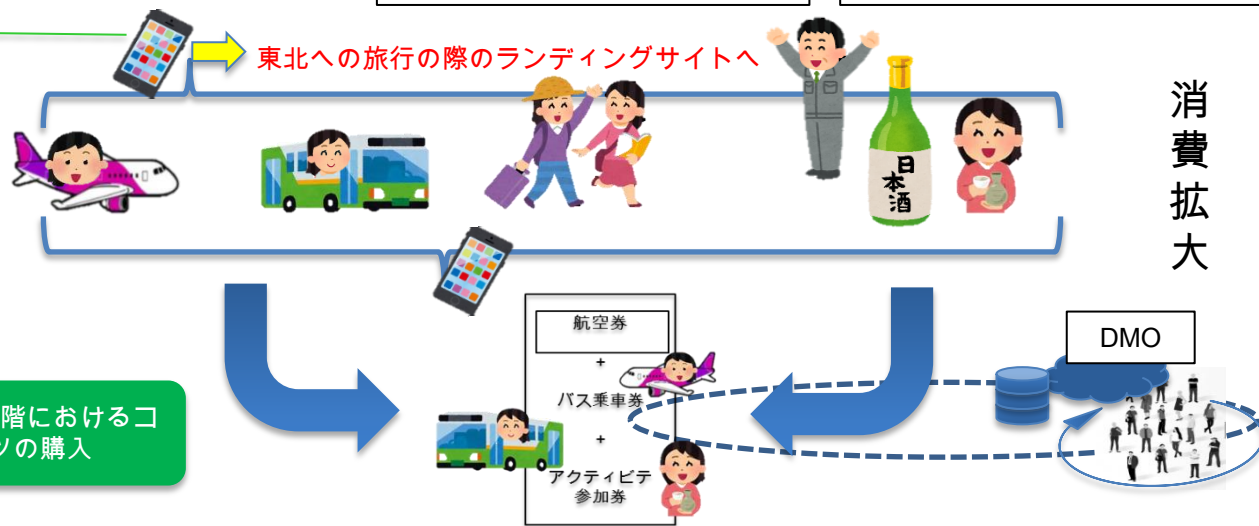 東北への旅行の際のランディングサイトへ
日本酒
消費拡大
航空券
+
バス乗車券
+
アクティビテ
参加券
DMO
階におけるコ
ツの購入